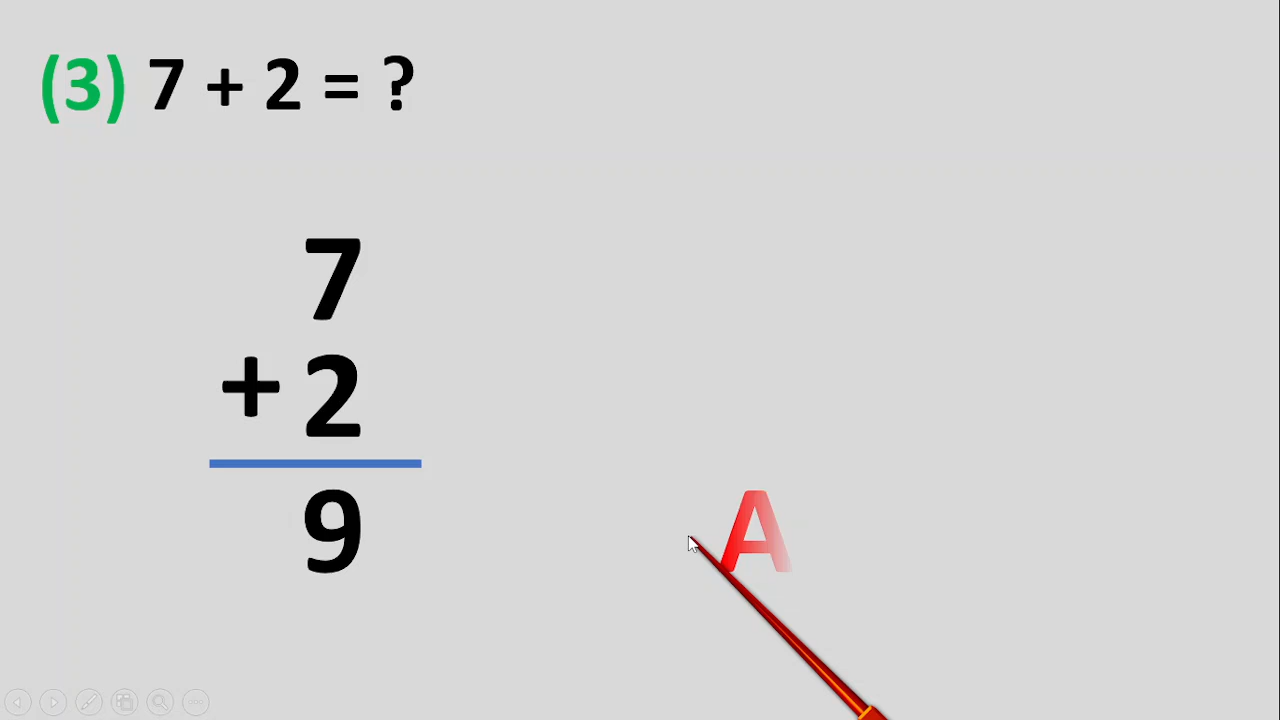 (3) 7 + 2 = ?
7
+ 2
9
A